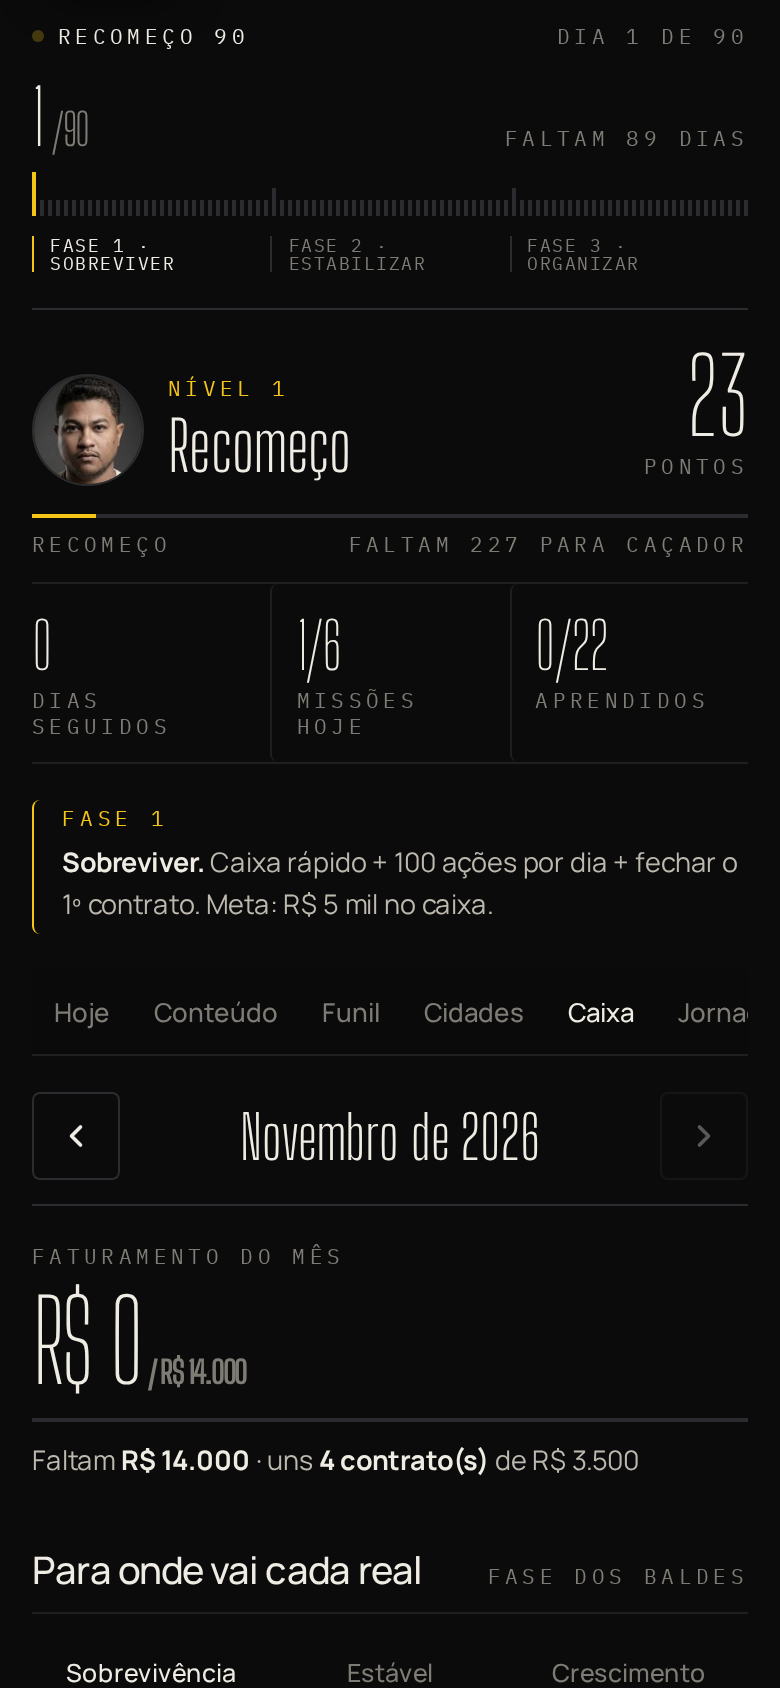 RECOMEÇO 90
DIA 1 DE 90
1 /90
FALTAM 89 DIAS
FASE 1 ·
SOBREVIVER
FASE 2 ·
ESTABILIZAR
FASE 3 ·
ORGANIZAR
NÍVEL 1
Recomeço
23
PONTOS
RECOMEÇO
FALTAM 227 PARA CAÇADOR
0
DIAS
SEGUIDOS
1/6
MISSÕES
HOJE
0/22
APRENDIDOS
FASE 1
Sobreviver. Caixa rápido + 100 ações por dia + fechar o
1º contrato. Meta: R$ 5 mil no caixa.
Hoje Conteúdo Funil Cidades Caixa Jorna
Novembro de 2026
FATURAMENTO DO MÊS
R$ 0 / R$ 14.000
Faltam R$ 14.000 · uns 4 contrato(s) de R$ 3.500
Para onde vai cada real
FASE DOS BALDES
Sobrevivência Estável Crescimento